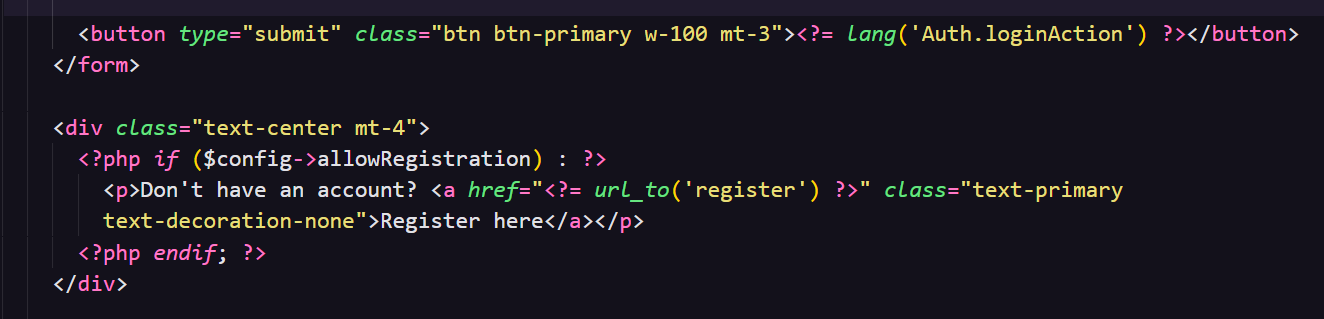 <button type="submit" class="btn btn-primary w-100 mt-3"><?= lang('Auth.loginAction') ?></button>
</form>
<div class="text-center mt-4">
<?php if ($config->allowRegistration) : ?>
<p>Don't have an account? <a href="<?= url_to('register') ?>" class="text-primary
text-decoration-none">Register here</a></p>
<?php endif; ?>
</div>